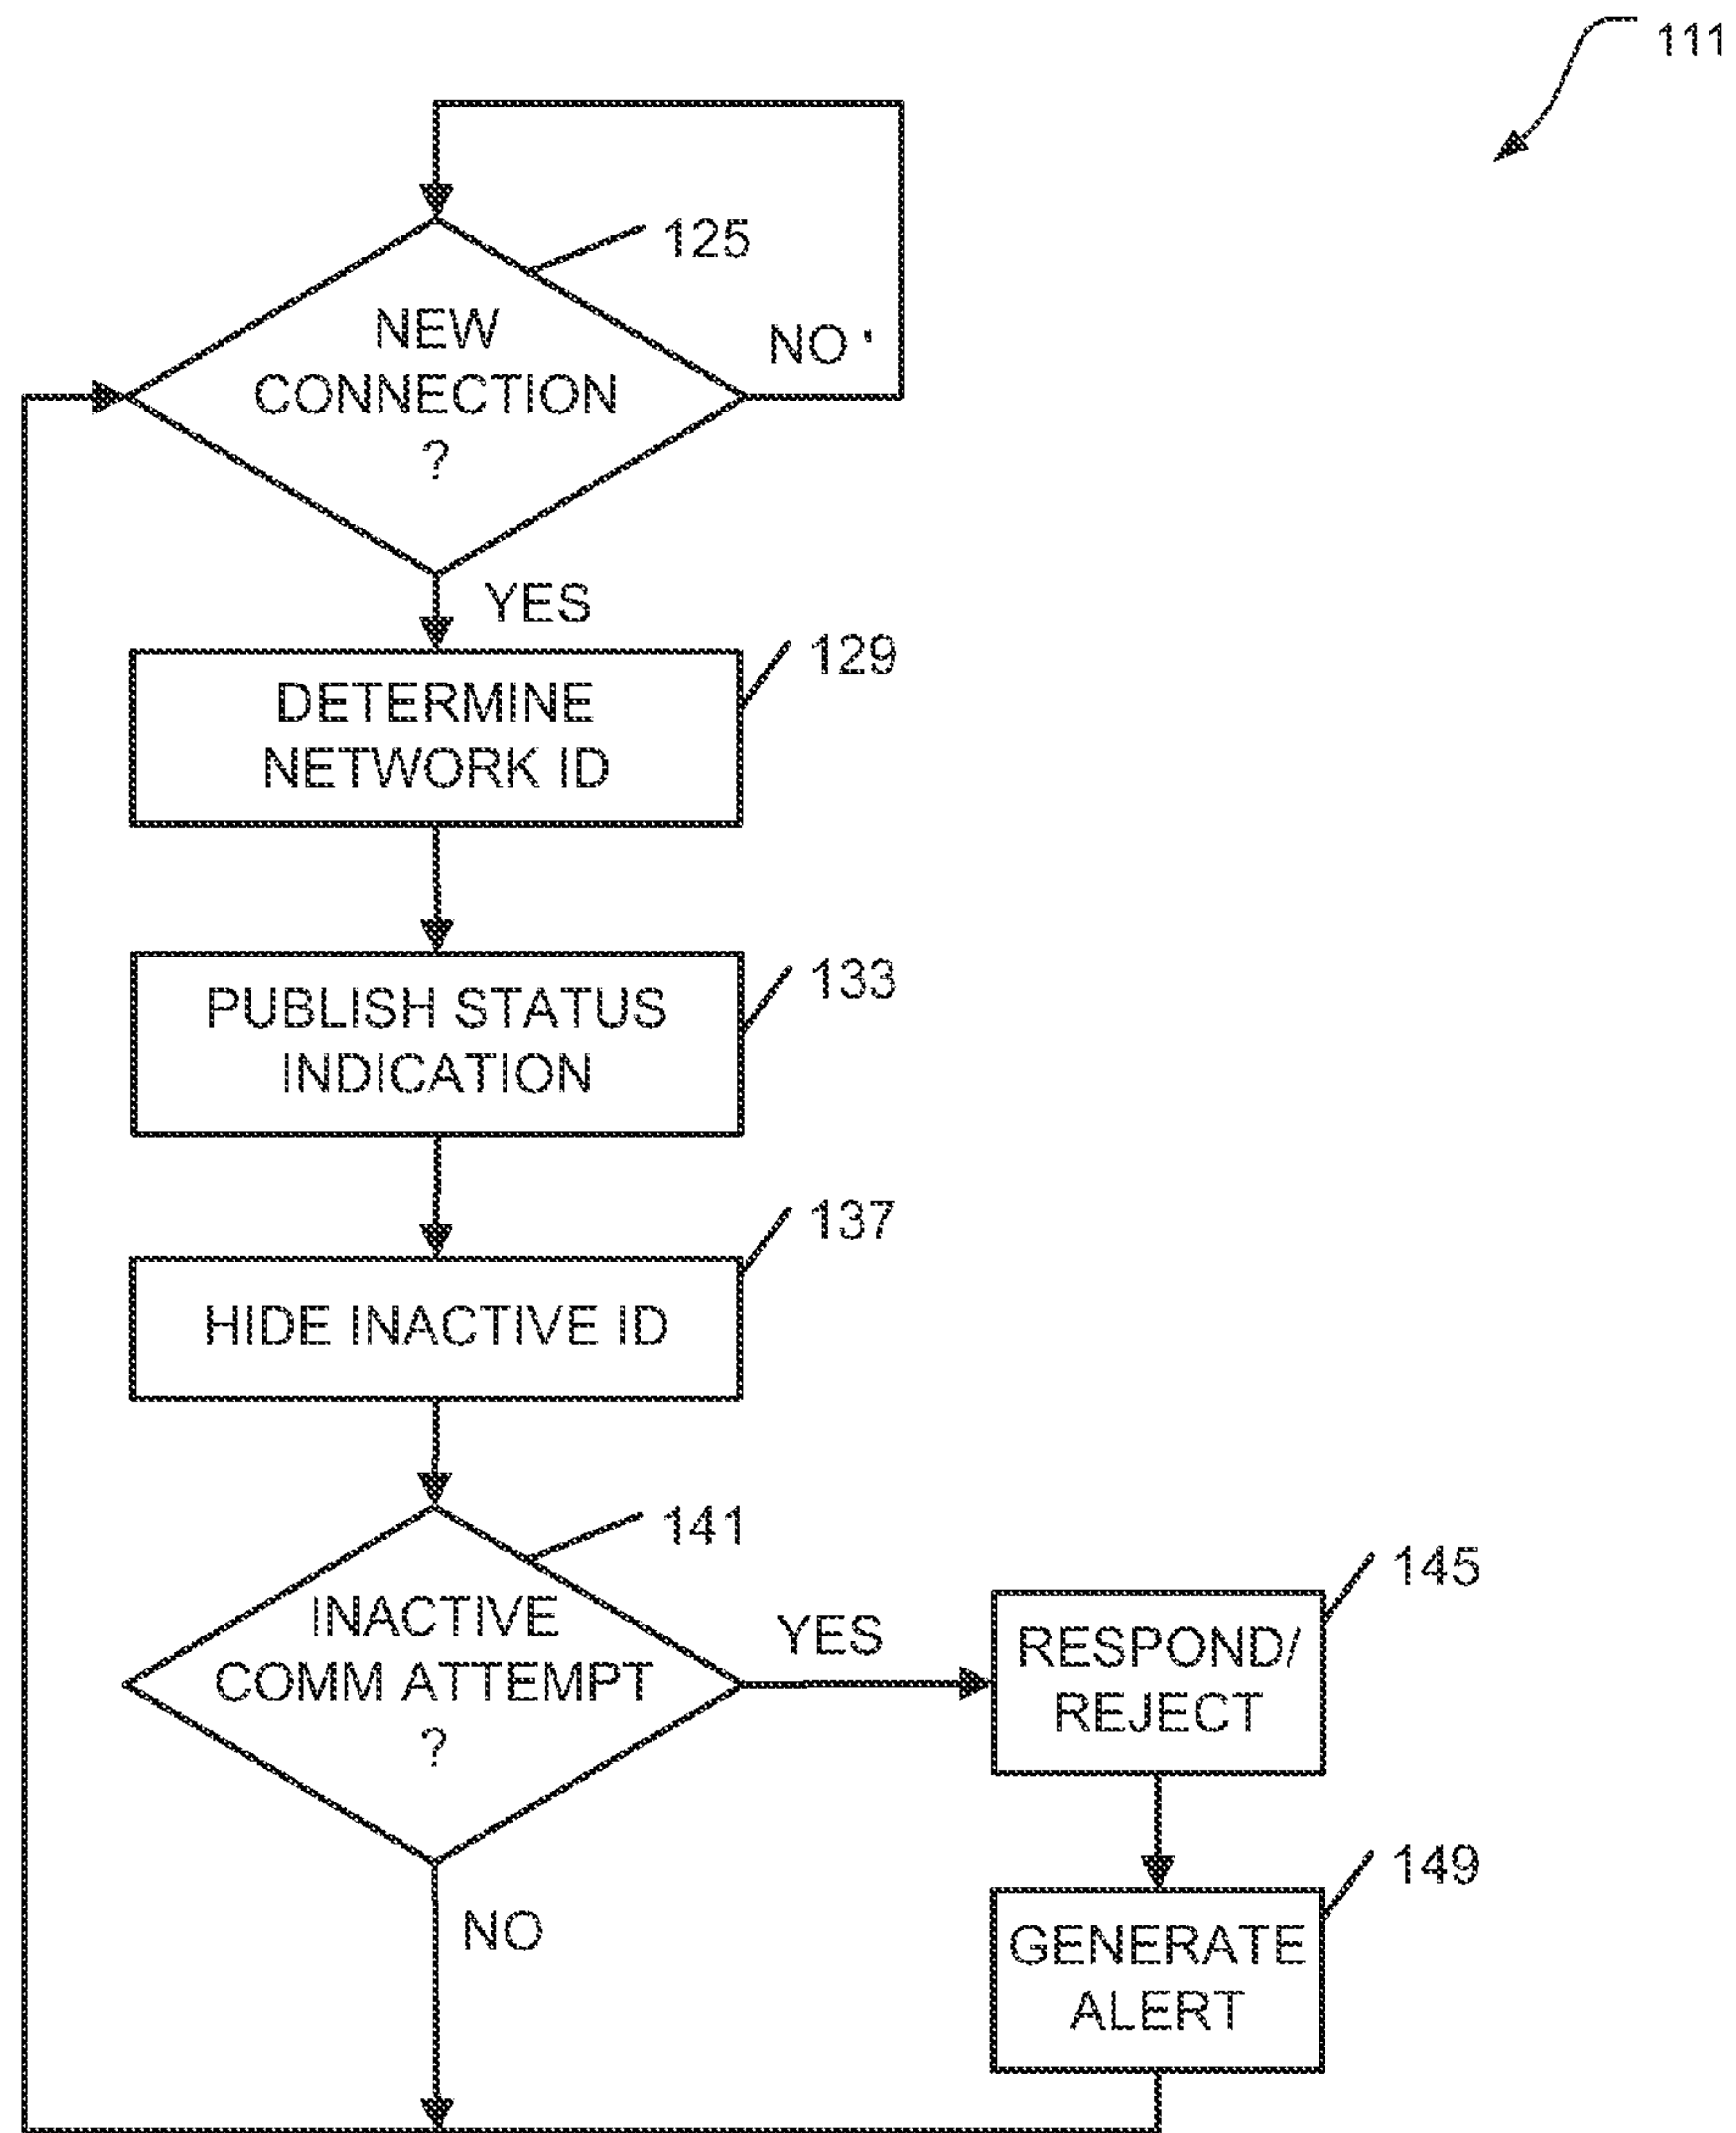 111
125
NEW
CONNECTION
?
NO
YES
129
DETERMINE
NETWORK ID
133
PUBLISH STATUS
INDICATION
137
HIDE INACTIVE ID
141
INACTIVE
COMM ATTEMPT
?
YES
145
RESPOND/
REJECT
NO
149
GENERATE
ALERT